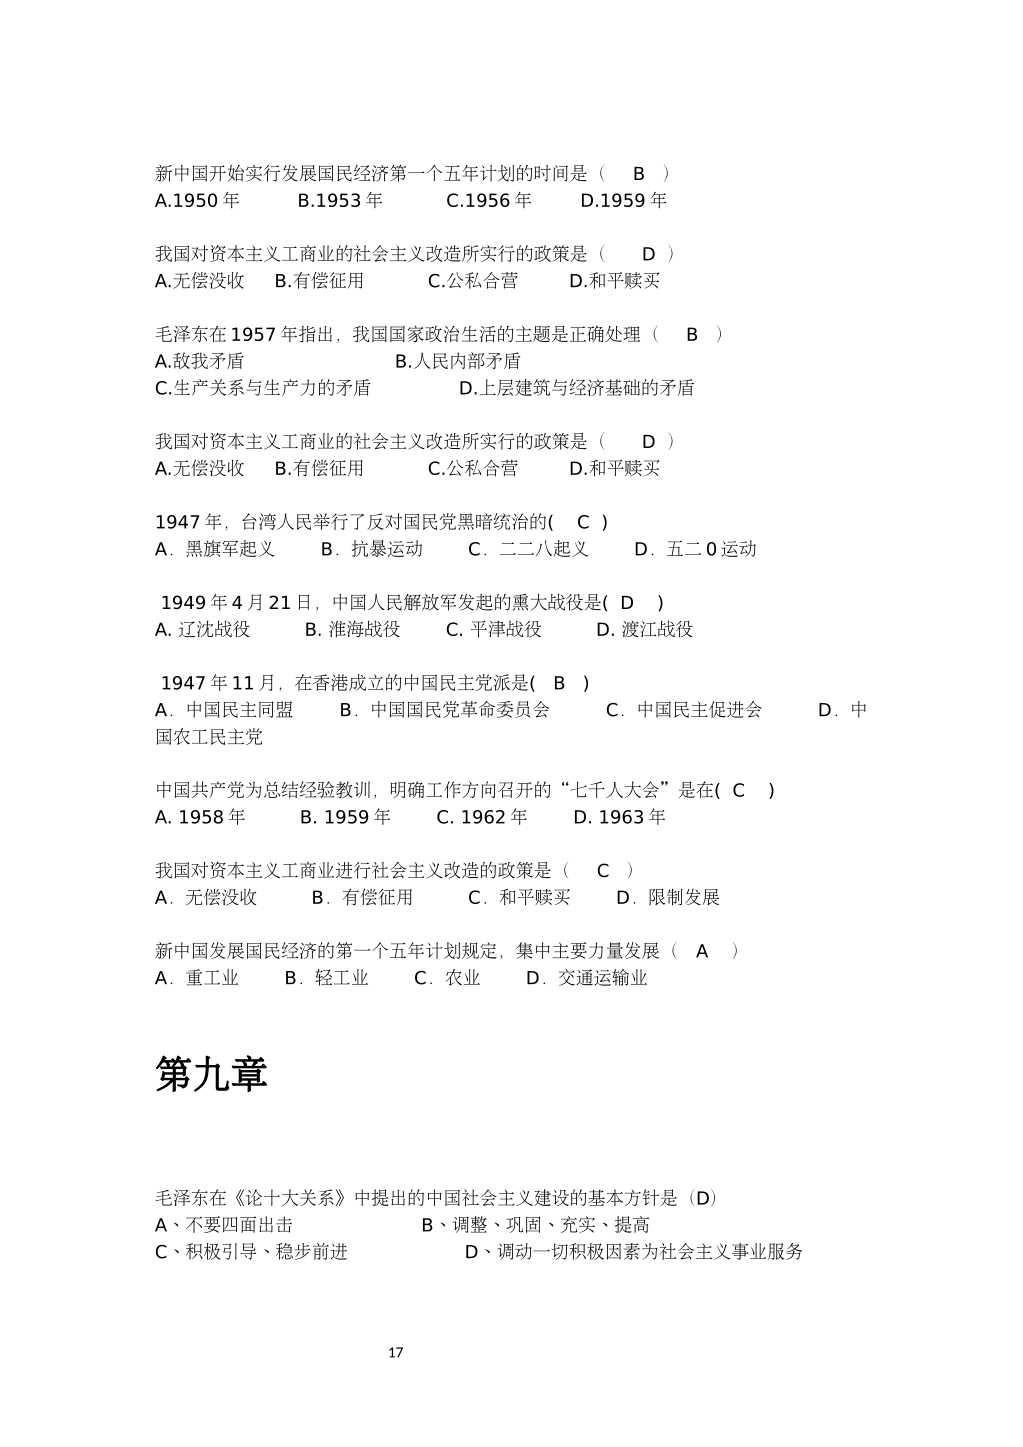 新中国开始实行发展国民经济第一个五年计划的时间是（ B ）
A.1950 年 B.1953 年 C.1956 年 D.1959 年
我国对资本主义工商业的社会主义改造所实行的政策是（ D ）
A.无偿没收 B.有偿征用 C.公私合营 D.和平赎买
毛泽东在 1957 年指出，我国国家政治生活的主题是正确处理（ B ）
A.敌我矛盾 B.人民内部矛盾
C.生产关系与生产力的矛盾 D.上层建筑与经济基础的矛盾
我国对资本主义工商业的社会主义改造所实行的政策是（ D ）
A.无偿没收 B.有偿征用 C.公私合营 D.和平赎买
1947 年，台湾人民举行了反对国民党黑暗统治的( C )
A．黑旗军起义 B．抗暴运动 C．二二八起义 D．五二 0 运动
1949 年 4 月 21 日，中国人民解放军发起的熏大战役是( D )
A. 辽沈战役 B. 淮海战役 C. 平津战役 D. 渡江战役
1947 年 11 月，在香港成立的中国民主党派是( B )
A．中国民主同盟 B．中国国民党革命委员会 C．中国民主促进会 D．中
国农工民主党
中国共产党为总结经验教训，明确工作方向召开的“七千人大会”是在( C )
A. 1958 年 B. 1959 年 C. 1962 年 D. 1963 年
我国对资本主义工商业进行社会主义改造的政策是（ C ）
A．无偿没收 B．有偿征用 C．和平赎买 D．限制发展
新中国发展国民经济的第一个五年计划规定，集中主要力量发展（ A ）
A．重工业 B．轻工业 C．农业 D．交通运输业
第九章
毛泽东在《论十大关系》中提出的中国社会主义建设的基本方针是（D）
A、不要四面出击 B、调整、巩固、充实、提高
C、积极引导、稳步前进 D、调动一切积极因素为社会主义事业服务
17